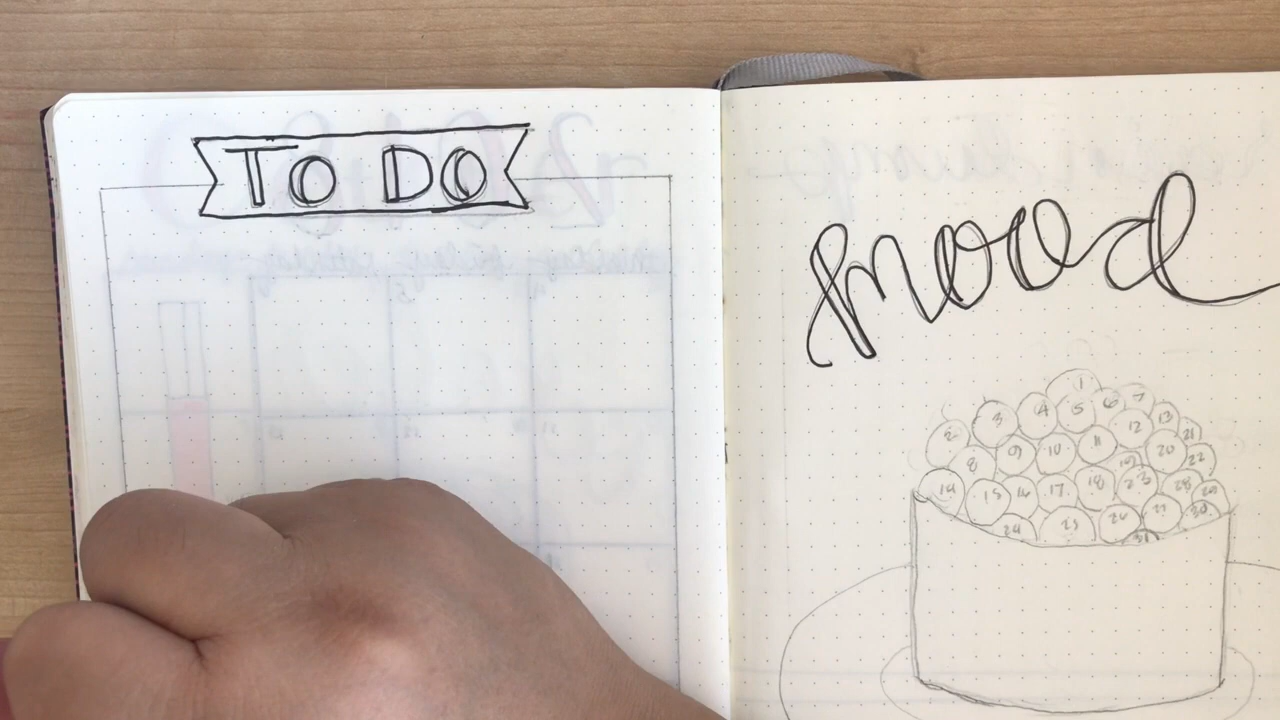 TO DO
mood
1
2 3 4 5 6 7
8 9 10 11 12 13
14 15 16 17 18 19 20 21
22 23 24 25 26 27 28 29 30 31